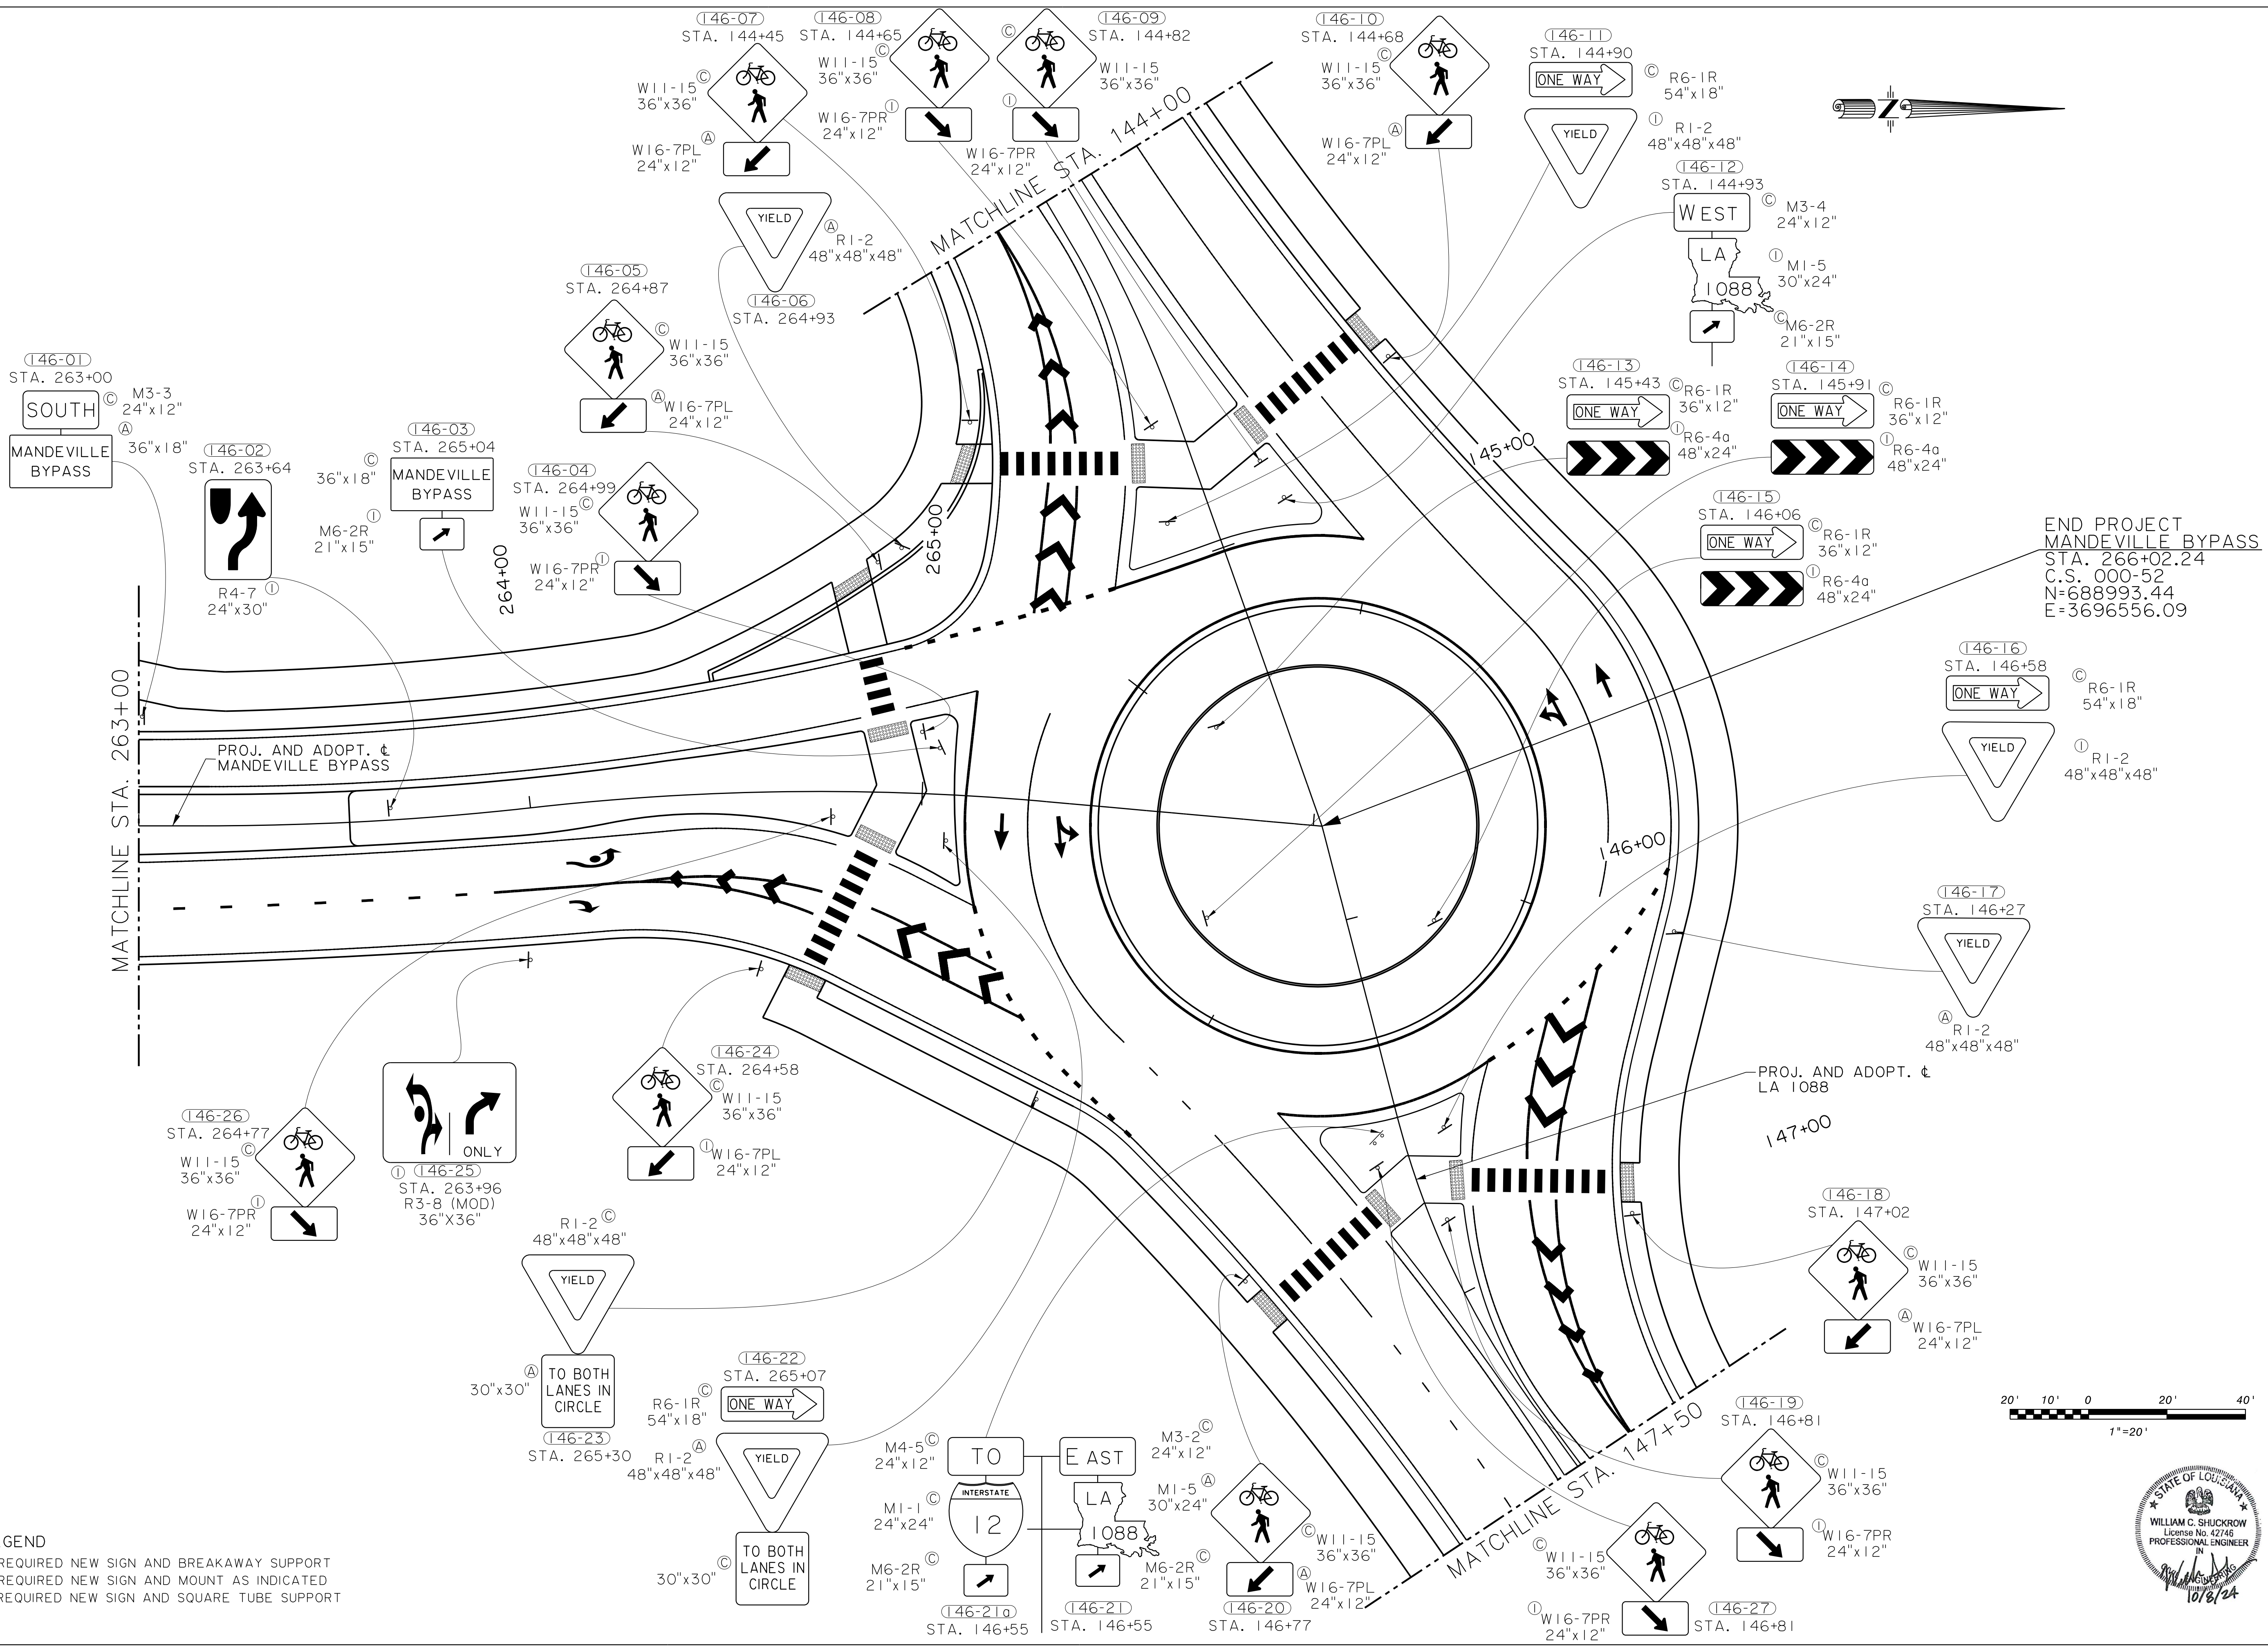 146-07
STA. 144+45
W11-15 Ⓒ
36"x36"
W16-7PL Ⓐ
24"x12"
146-08
STA. 144+65
W11-15 Ⓒ
36"x36"
W16-7PR Ⓘ
24"x12"
146-09
STA. 144+82
Ⓒ W11-15
36"x36"
Ⓘ
W16-7PR
24"x12"
146-10
STA. 144+68
W11-15 Ⓒ
36"x36"
W16-7PL Ⓐ
24"x12"
146-11
STA. 144+90
ONE WAY
Ⓒ R6-1R
54"x18"
YIELD
Ⓘ R1-2
48"x48"x48"
146-12
STA. 144+93
WEST
Ⓒ M3-4
24"x12"
LA
1088
Ⓘ M1-5
30"x24"
Ⓒ M6-2R
21"x15"
YIELD
Ⓐ R1-2
48"x48"x48"
146-06
STA. 264+93
146-05
STA. 264+87
Ⓒ W11-15
36"x36"
Ⓐ W16-7PL
24"x12"
146-01
STA. 263+00
SOUTH
Ⓒ M3-3
24"x12"
MANDEVILLE
BYPASS
Ⓐ 36"x18"
146-02
STA. 263+64
R4-7 Ⓘ
24"x30"
146-03
STA. 265+04
Ⓒ
36"x18"
MANDEVILLE
BYPASS
M6-2R Ⓘ
21"x15"
146-04
STA. 264+99
W11-15 Ⓒ
36"x36"
W16-7PR Ⓘ
24"x12"
MATCHLINE STA. 144+00
145+00
146+00
147+00
264+00
265+00
146-13
STA. 145+43
ONE WAY
Ⓒ R6-1R
36"x12"
Ⓘ R6-4a
48"x24"
146-14
STA. 145+91
ONE WAY
Ⓒ R6-1R
36"x12"
Ⓘ R6-4a
48"x24"
146-15
STA. 146+06
ONE WAY
Ⓒ R6-1R
36"x12"
Ⓘ R6-4a
48"x24"
END PROJECT
MANDEVILLE BYPASS
STA. 266+02.24
C.S. 000-52
N=688993.44
E=3696556.09
146-16
STA. 146+58
ONE WAY
Ⓒ R6-1R
54"x18"
YIELD
Ⓘ R1-2
48"x48"x48"
146-17
STA. 146+27
YIELD
Ⓐ R1-2
48"x48"x48"
MATCHLINE STA. 263+00
PROJ. AND ADOPT. ℄
MANDEVILLE BYPASS
PROJ. AND ADOPT. ℄
LA 1088
146-18
STA. 147+02
Ⓒ W11-15
36"x36"
Ⓐ W16-7PL
24"x12"
146-26
STA. 264+77
W11-15 Ⓒ
36"x36"
W16-7PR Ⓘ
24"x12"
ONLY
Ⓘ 146-25
STA. 263+96
R3-8 (MOD)
36"X36"
146-24
STA. 264+58
Ⓒ W11-15
36"x36"
Ⓘ W16-7PL
24"x12"
R1-2 Ⓒ
48"x48"x48"
YIELD
Ⓐ
30"x30"
TO BOTH
LANES IN
CIRCLE
146-23
STA. 265+30
146-22
STA. 265+07
R6-1R Ⓒ
54"x18"
ONE WAY
R1-2 Ⓐ
48"x48"x48"
YIELD
30"x30" Ⓒ
TO BOTH
LANES IN
CIRCLE
M4-5 Ⓒ
24"x12"
TO
M1-1 Ⓒ
24"x24"
INTERSTATE
12
M6-2R Ⓒ
21"x15"
146-21a
STA. 146+55
EAST
M3-2 Ⓒ
24"x12"
LA
1088
M1-5 Ⓐ
30"x24"
M6-2R Ⓒ
21"x15"
146-21
STA. 146+55
Ⓒ W11-15
36"x36"
Ⓐ W16-7PL
24"x12"
146-20
STA. 146+77
MATCHLINE STA. 147+50
146-19
STA. 146+81
Ⓒ W11-15
36"x36"
Ⓘ W16-7PR
24"x12"
Ⓒ W11-15
36"x36"
Ⓘ W16-7PR
24"x12"
146-27
STA. 146+81
20' 10' 0 20' 40'
1"=20'
STATE OF LOUISIANA
WILLIAM C. SHUCKROW
License No. 42746
PROFESSIONAL ENGINEER
IN
ENGINEERING
10/8/24
GEND
REQUIRED NEW SIGN AND BREAKAWAY SUPPORT
REQUIRED NEW SIGN AND MOUNT AS INDICATED
REQUIRED NEW SIGN AND SQUARE TUBE SUPPORT